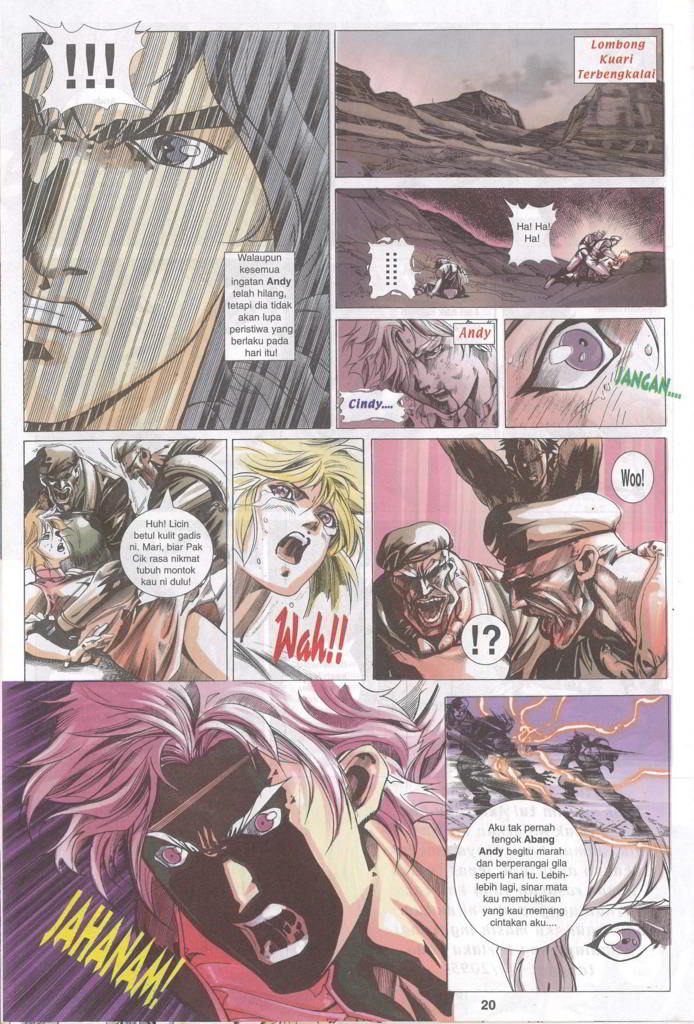 !!!
Walaupun
kesemua
ingatan Andy
telah hilang,
tetapi dia tidak
akan lupa
peristiwa yang
berlaku pada
hari itu!
Lombong
Kuari
Terbengkalai
Ha! Ha!
Ha!
Andy
Cindy....
JANGAN....
Huh! Licin
betul kulit gadis
ni. Mari, biar Pak
Cik rasa nikmat
tubuh montok
kau ni dulu!
Wah!!
Woo!
!?
JAHANAM!
Aku tak pernah
tengok Abang
Andy begitu marah
dan berperangai gila
seperti hari tu. Lebih-
lebih lagi, sinar mata
kau membuktikan
yang kau memang
cintakan aku....
20